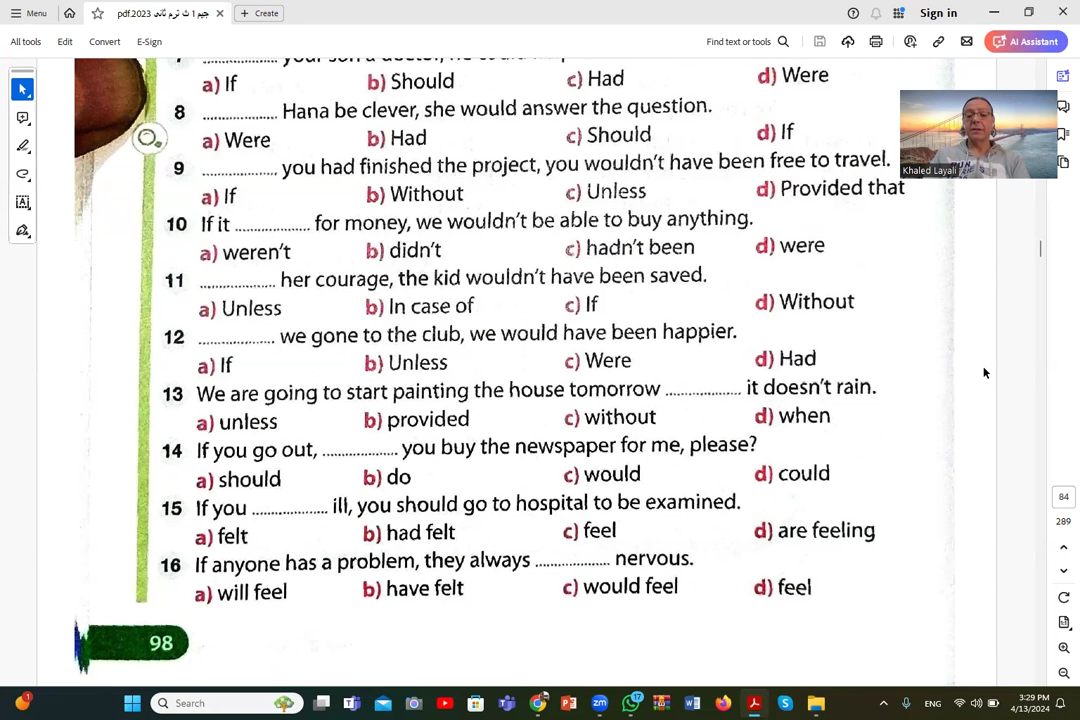 Menu
جيم 1 ث ترم ثانى 2023.pdf
Create
Sign in
All tools Edit Convert E-Sign
Find text or tools
AI Assistant
7 .................. your son a doctor, he could
a) If b) Should c) Had d) Were
8 .................. Hana be clever, she would answer the question.
a) Were b) Had c) Should d) If
9 .................. you had finished the project, you wouldn't have been free to travel.
a) If b) Without c) Unless d) Provided that
Khaled Layali
10 If it .................. for money, we wouldn't be able to buy anything.
a) weren't b) didn't c) hadn't been d) were
11 .................. her courage, the kid wouldn't have been saved.
a) Unless b) In case of c) If d) Without
12 .................. we gone to the club, we would have been happier.
a) If b) Unless c) Were d) Had
13 We are going to start painting the house tomorrow .................. it doesn't rain.
a) unless b) provided c) without d) when
14 If you go out, .................. you buy the newspaper for me, please?
a) should b) do c) would d) could
15 If you .................. ill, you should go to hospital to be examined.
a) felt b) had felt c) feel d) are feeling
16 If anyone has a problem, they always .................. nervous.
a) will feel b) have felt c) would feel d) feel
98
84
289
1
Search
17
ENG
3:29 PM
4/13/2024